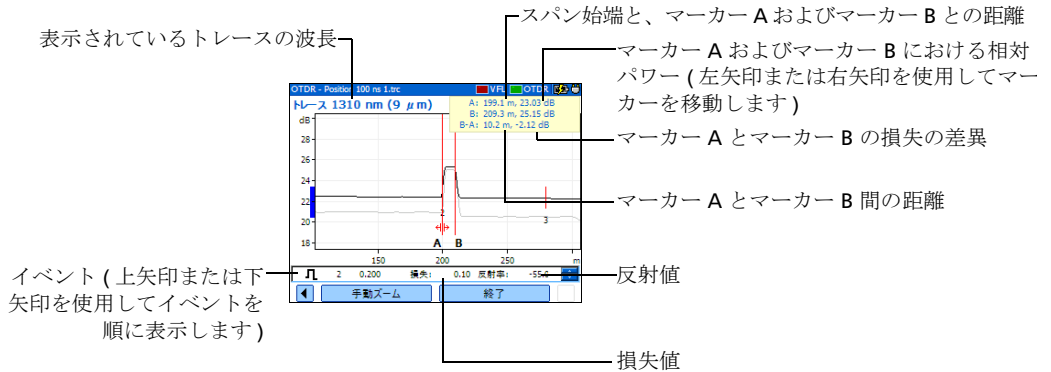 スパン始端と、マーカー A およびマーカー B との距離
表示されているトレースの波長
マーカー A およびマーカー B における相対
パワー ( 左矢印または右矢印を使用してマー
カーを移動します )
マーカー A とマーカー B の損失の差異
マーカー A とマーカー B 間の距離
OTDR - Position 100 ns 1.trc
VFL
OTDR
トレース 1310 nm (9 μm)
A: 199.1 m, 23.03 dB
B: 209.3 m, 25.15 dB
B-A: 10.2 m, -2.12 dB
dB
28
26
24
22
20
18
2
3
A B
150 200 250 m
2 0.200 損失: 0.10 反射率: -55.6
手動ズーム 終了
イベント ( 上矢印または下
矢印を使用してイベントを
順に表示します )
反射値
損失値